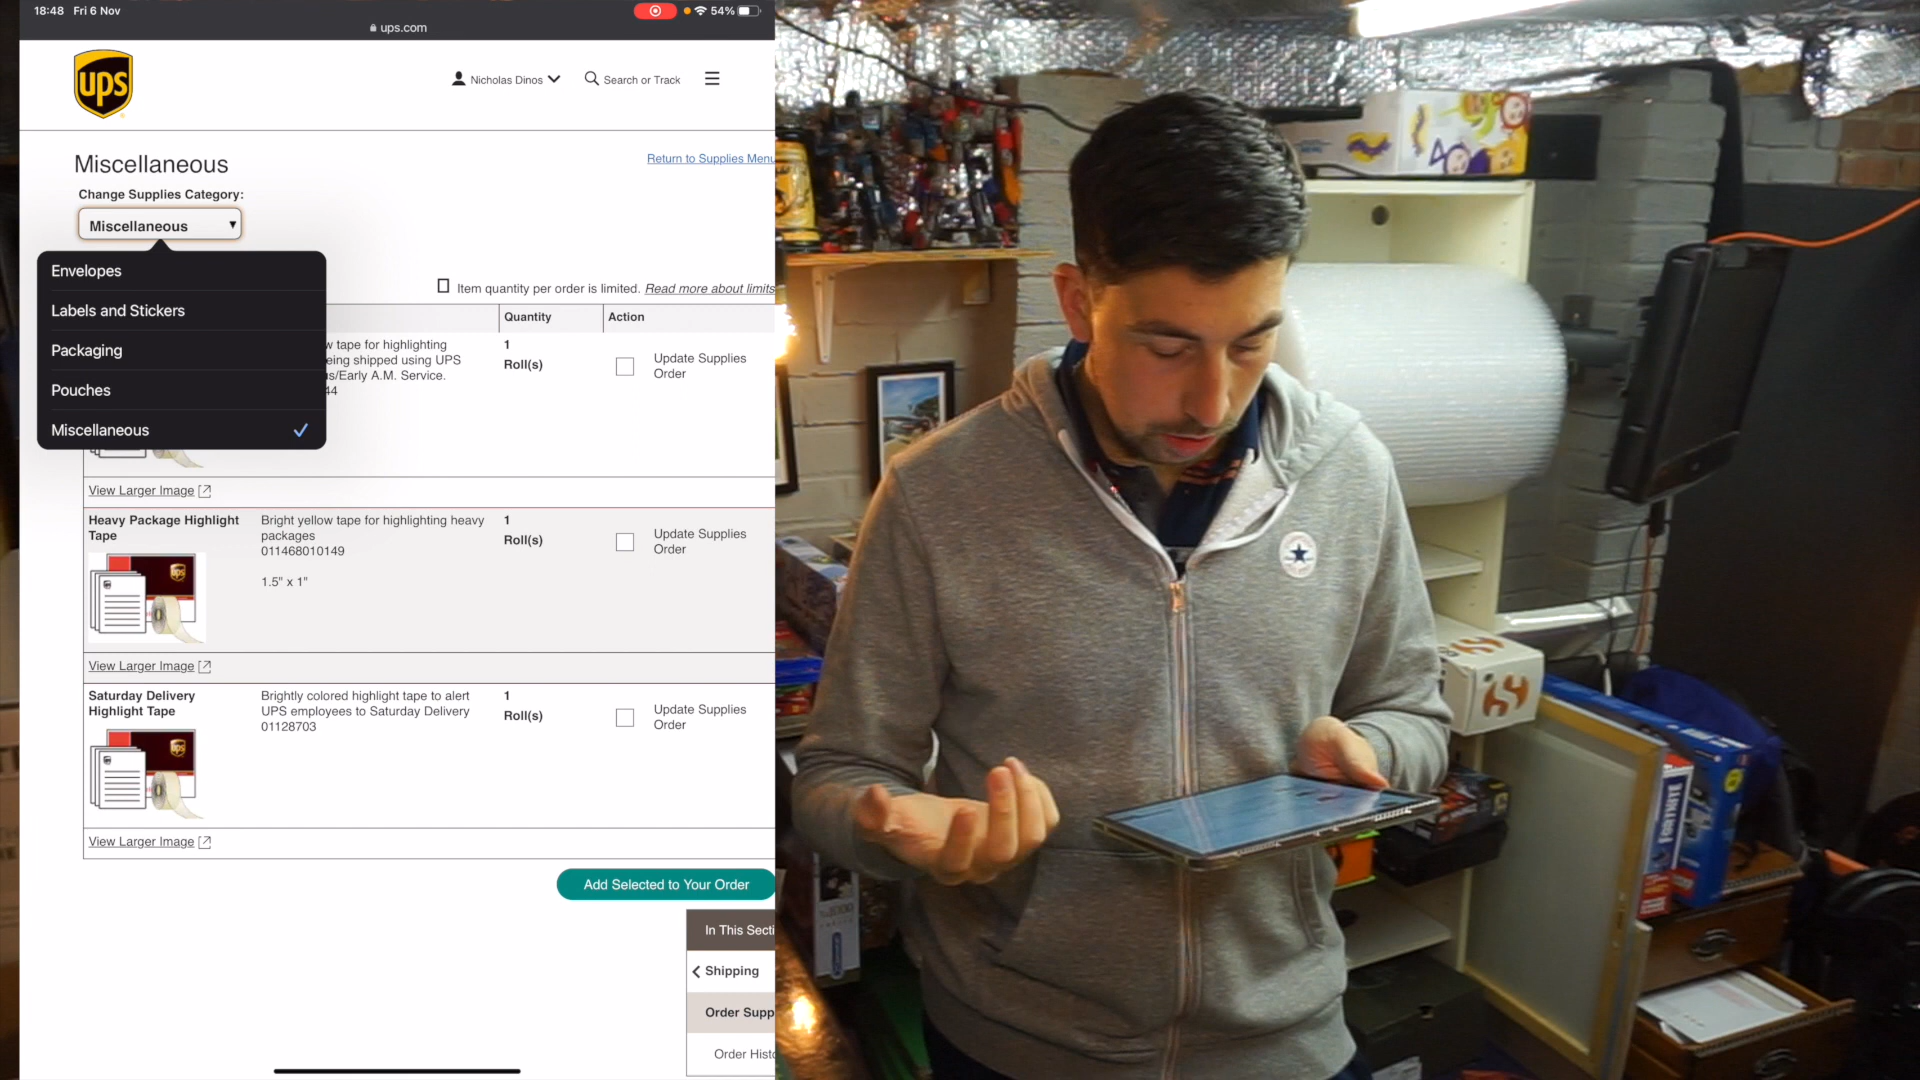 18:48 Fri 6 Nov
54%
ups.com
ups
Nicholas Dinos
Search or Track
Miscellaneous
Return to Supplies Menu
Change Supplies Category:
Miscellaneous
Envelopes
Labels and Stickers
Packaging
Pouches
Miscellaneous
Item quantity per order is limited. Read more about limits
Quantity
Action
w tape for highlighting
eing shipped using UPS
us/Early A.M. Service.
44
1
Roll(s)
Update Supplies
Order
View Larger Image
Heavy Package Highlight
Tape
Bright yellow tape for highlighting heavy
packages
011468010149
1.5" x 1"
1
Roll(s)
Update Supplies
Order
ups
View Larger Image
Saturday Delivery
Highlight Tape
Brightly colored highlight tape to alert
UPS employees to Saturday Delivery
01128703
1
Roll(s)
Update Supplies
Order
ups
View Larger Image
Add Selected to Your Order
In This Secti
Shipping
Order Supp
Order Histo
FORTNITE